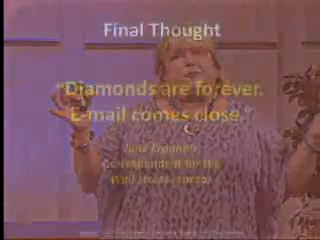 Final Thought
"Diamonds are forever.
E-mail comes close."
June Kronholz
Correspondent for the
Wall Street Journal